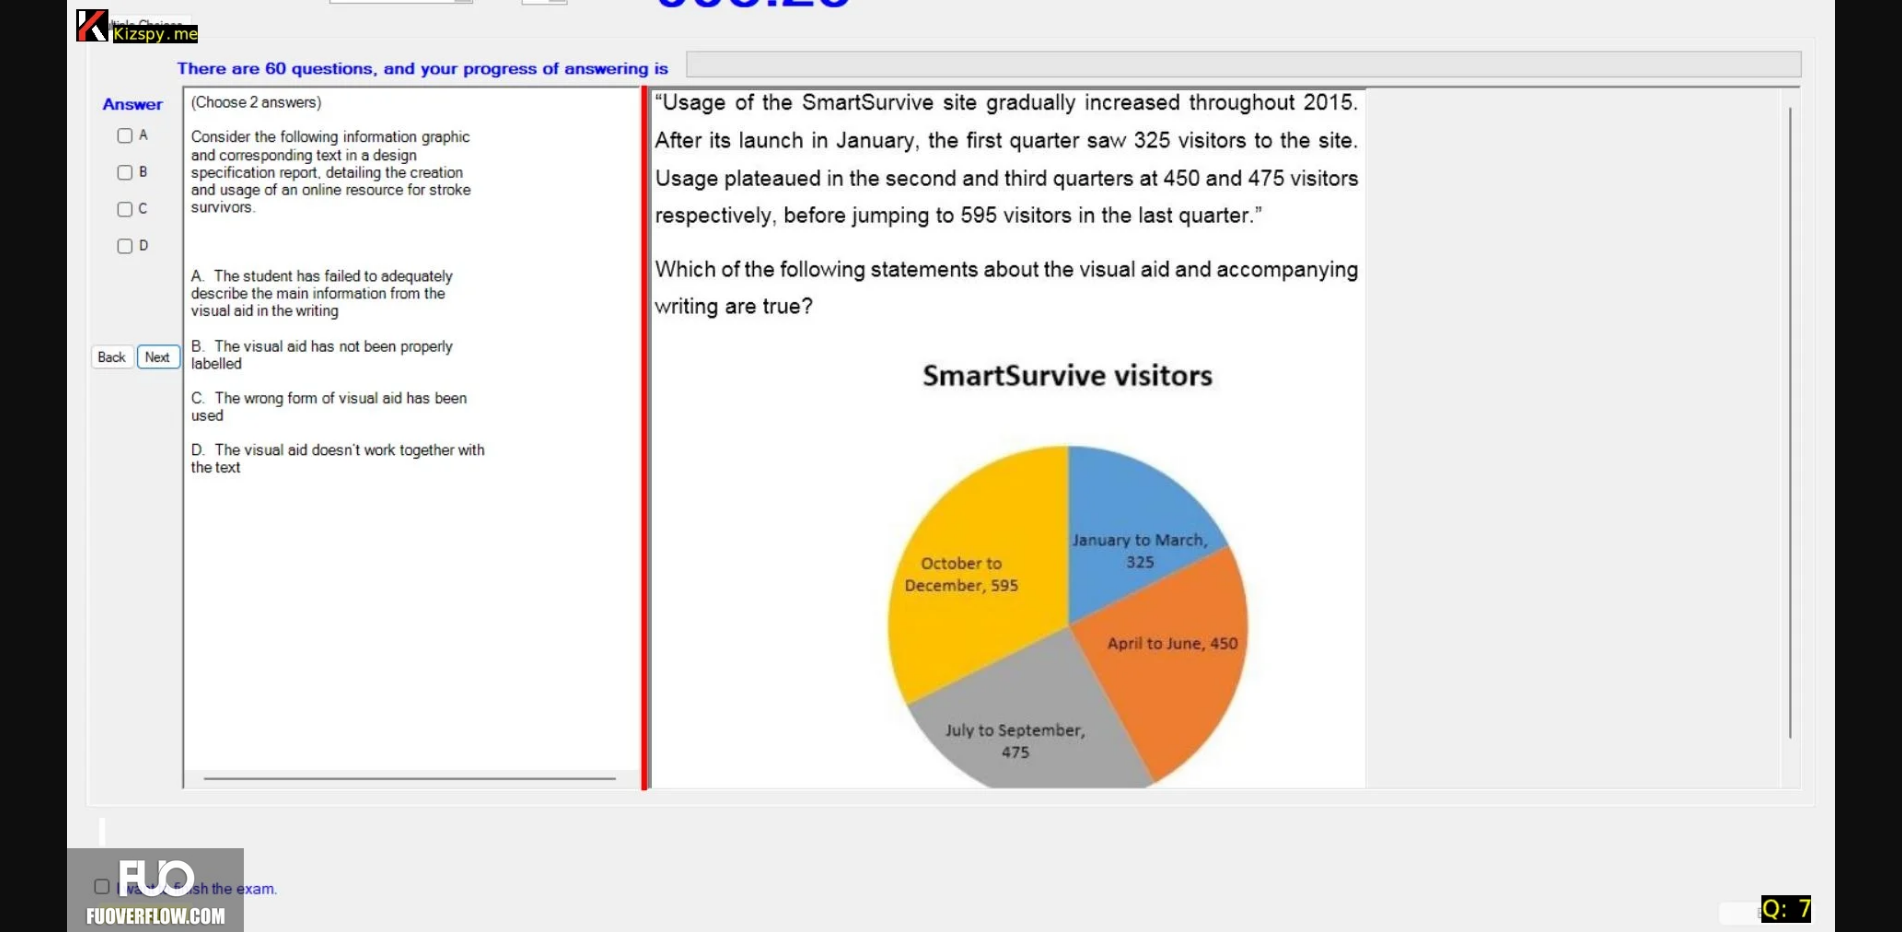 Kizspy.me
There are 60 questions, and your progress of answering is
Answer
A
B
C
D
Back
Next
(Choose 2 answers)
Consider the following information graphic
and corresponding text in a design
specification report, detailing the creation
and usage of an online resource for stroke
survivors.
A. The student has failed to adequately
describe the main information from the
visual aid in the writing
B. The visual aid has not been properly
labelled
C. The wrong form of visual aid has been
used
D. The visual aid doesn't work together with
the text
“Usage of the SmartSurvive site gradually increased throughout 2015.
After its launch in January, the first quarter saw 325 visitors to the site.
Usage plateaued in the second and third quarters at 450 and 475 visitors
respectively, before jumping to 595 visitors in the last quarter.”
Which of the following statements about the visual aid and accompanying
writing are true?
SmartSurvive visitors
January to March,
325
October to
December, 595
April to June, 450
July to September,
475
the exam.
FUO
FUOVERFLOW.COM
Q: 7